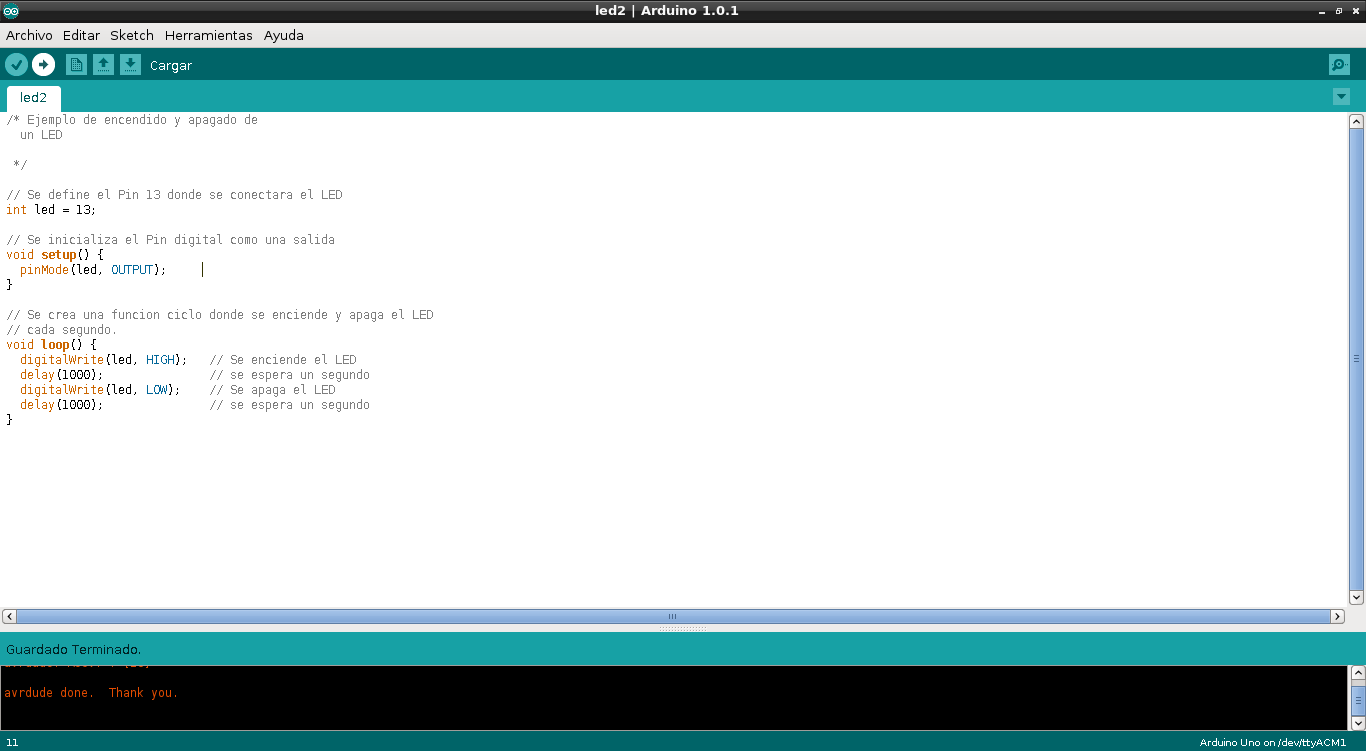 led2 | Arduino 1.0.1
Archivo Editar Sketch Herramientas Ayuda
Cargar
led2
/* Ejemplo de encendido y apagado de
  un LED
 */
// Se define el Pin 13 donde se conectara el LED
int led = 13;
// Se inicializa el Pin digital como una salida
void setup() {
  pinMode(led, OUTPUT);
}
// Se crea una funcion ciclo donde se enciende y apaga el LED
// cada segundo.
void loop() {
  digitalWrite(led, HIGH);   // Se enciende el LED
  delay(1000);               // se espera un segundo
  digitalWrite(led, LOW);    // Se apaga el LED
  delay(1000);               // se espera un segundo
}
Guardado Terminado.
avrdude done.  Thank you.
11
Arduino Uno on /dev/ttyACM1